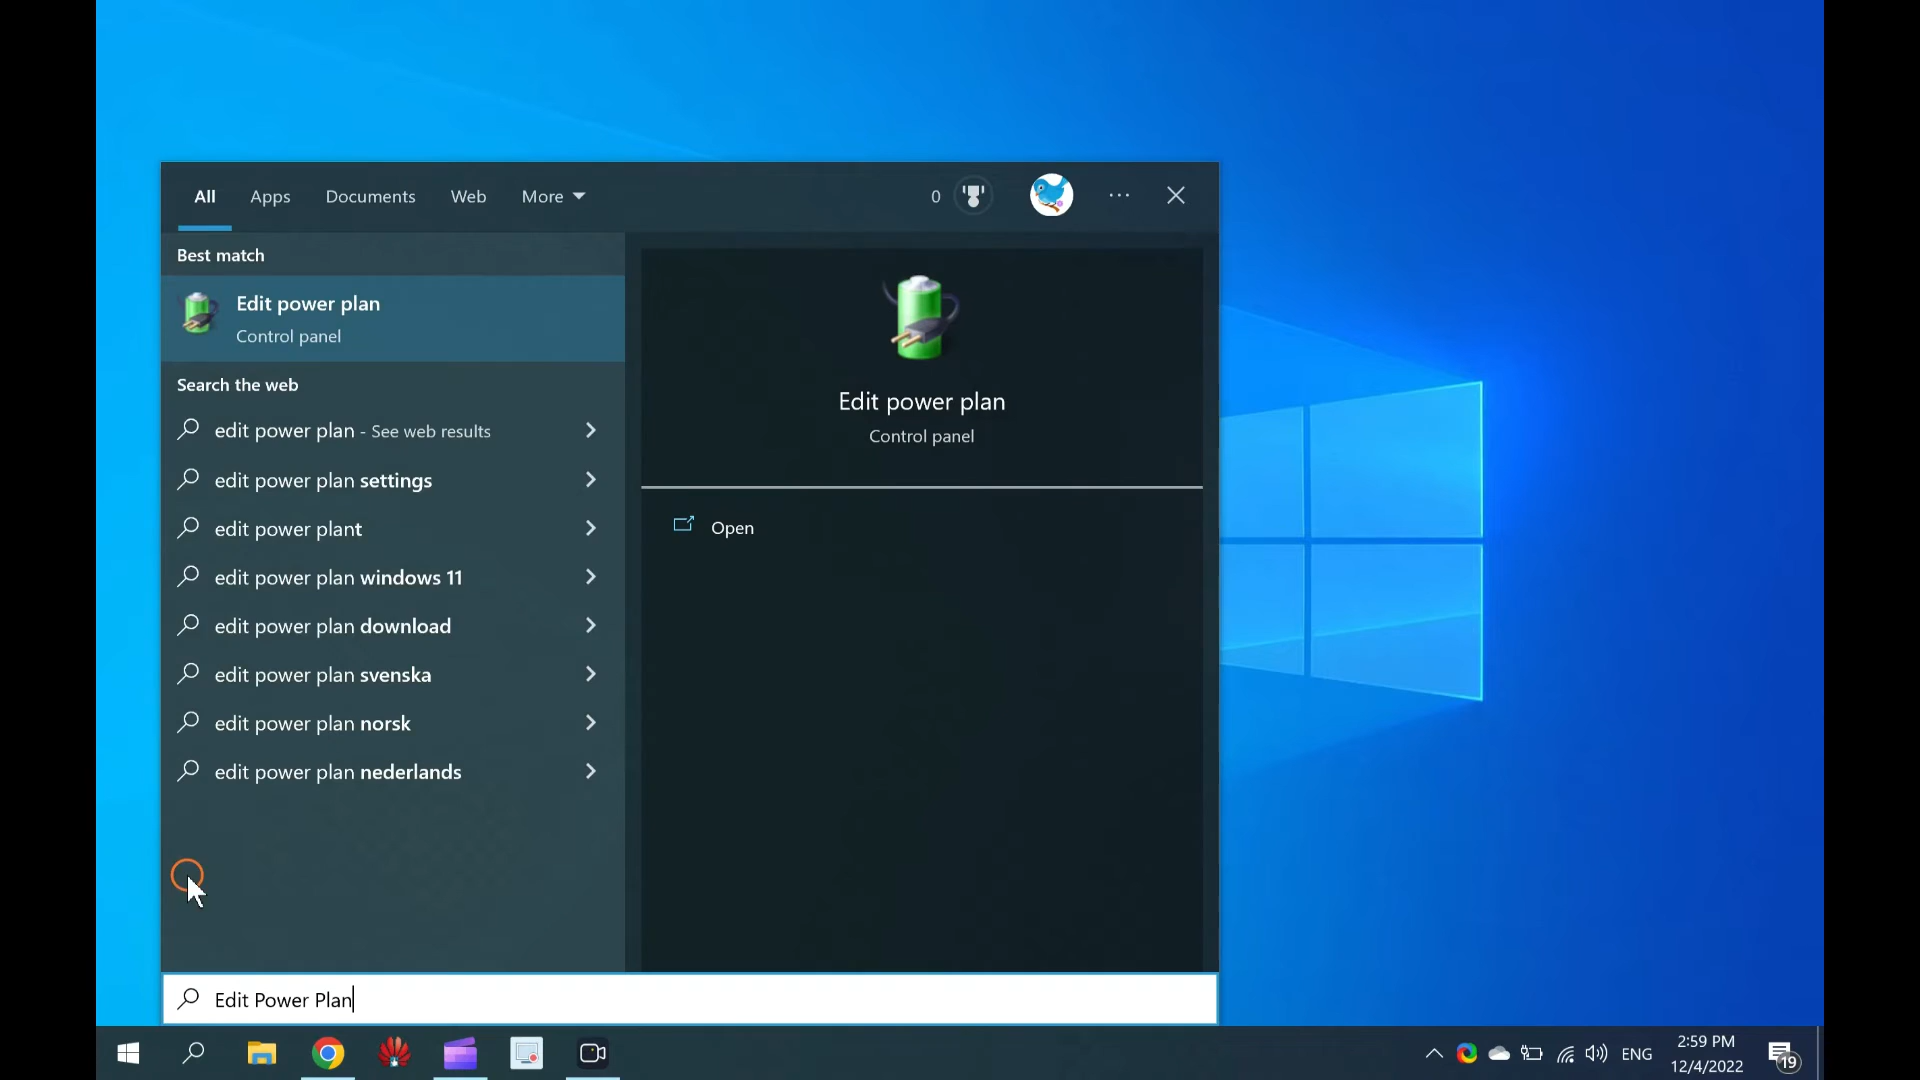 All Apps Documents Web More 0 ...
Best match
Edit power plan
Control panel
Search the web
edit power plan - See web results
edit power plan settings
edit power plant
edit power plan windows 11
edit power plan download
edit power plan svenska
edit power plan norsk
edit power plan nederlands
Edit power plan
Control panel
Open
Edit Power Plan
ENG
2:59 PM
12/4/2022
19